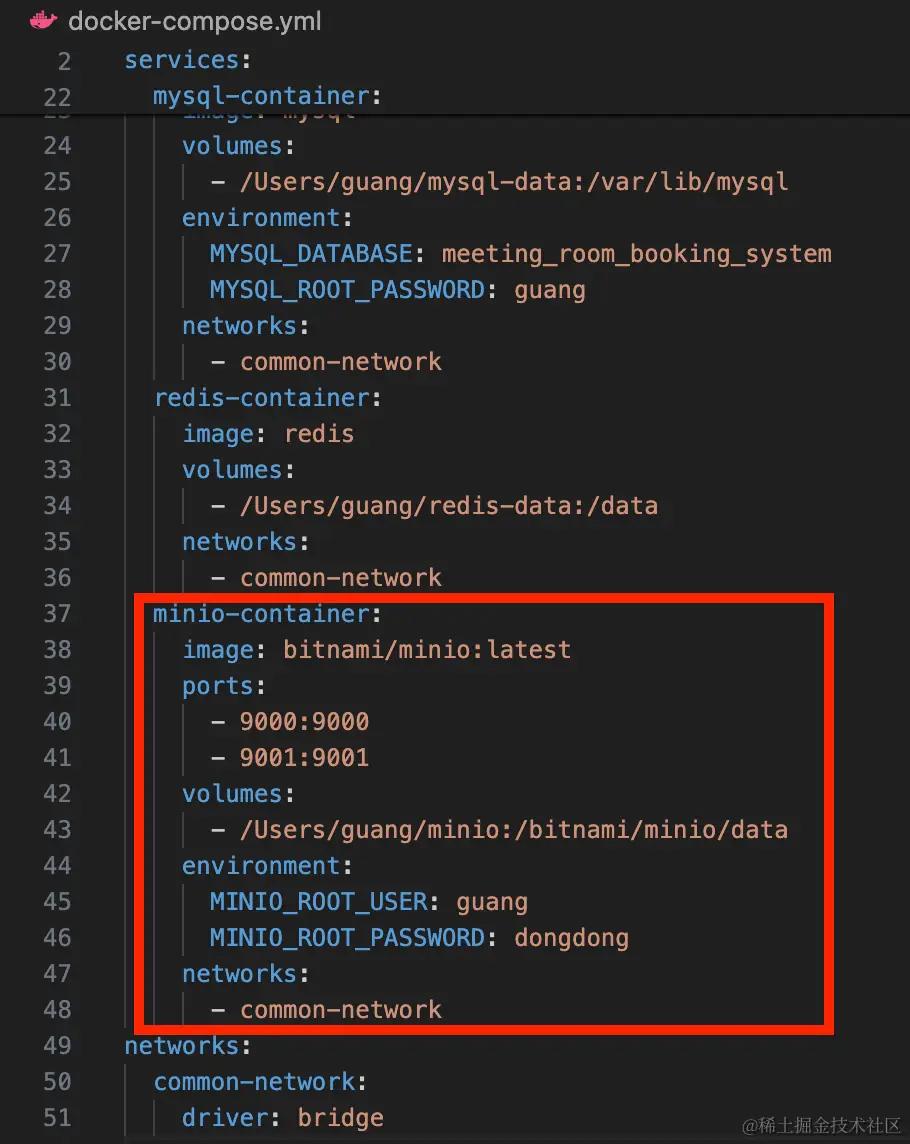 docker-compose.yml
2 services:
22 mysql-container:
23 image: mysql
24 volumes:
25 - /Users/guang/mysql-data:/var/lib/mysql
26 environment:
27 MYSQL_DATABASE: meeting_room_booking_system
28 MYSQL_ROOT_PASSWORD: guang
29 networks:
30 - common-network
31 redis-container:
32 image: redis
33 volumes:
34 - /Users/guang/redis-data:/data
35 networks:
36 - common-network
37 minio-container:
38 image: bitnami/minio:latest
39 ports:
40 - 9000:9000
41 - 9001:9001
42 volumes:
43 - /Users/guang/minio:/bitnami/minio/data
44 environment:
45 MINIO_ROOT_USER: guang
46 MINIO_ROOT_PASSWORD: dongdong
47 networks:
48 - common-network
49 networks:
50 common-network:
51 driver: bridge
@稀土掘金技术社区